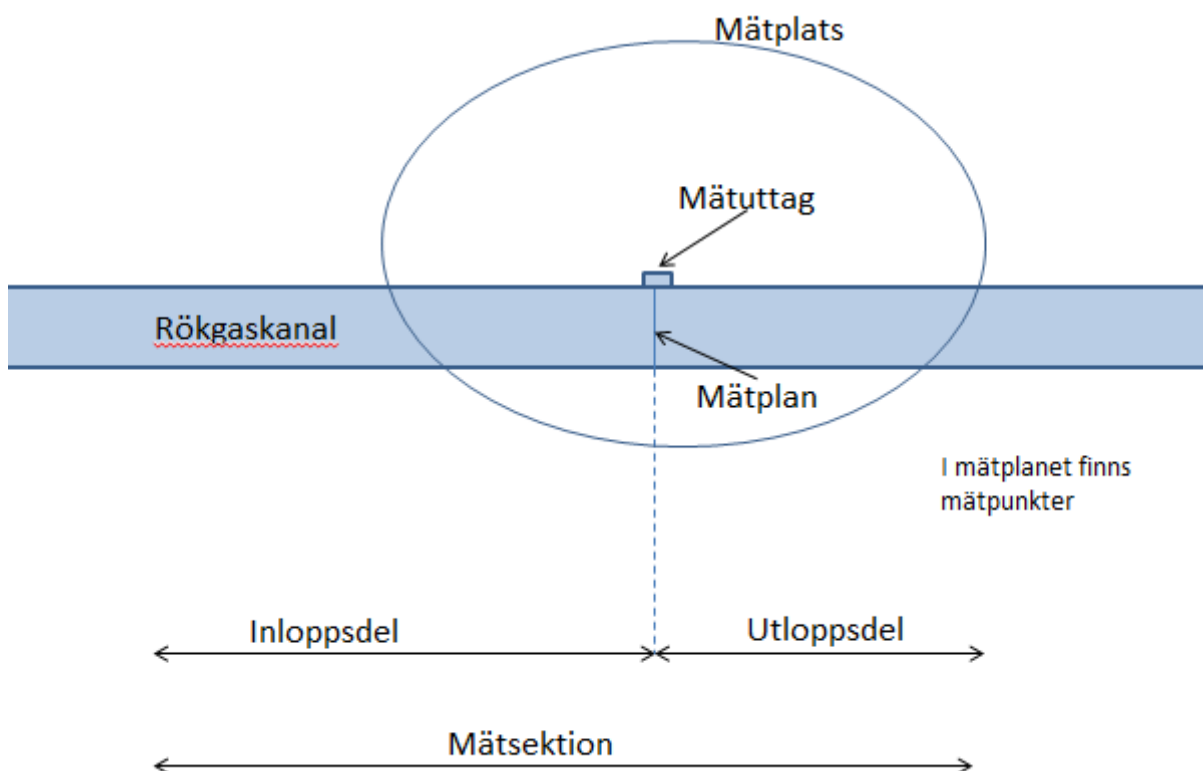 Mätplats
Mätuttag
Rökgaskanal
Mätplan
I mätplanet finns
mätpunkter
Inloppsdel
Utloppsdel
Mätsektion